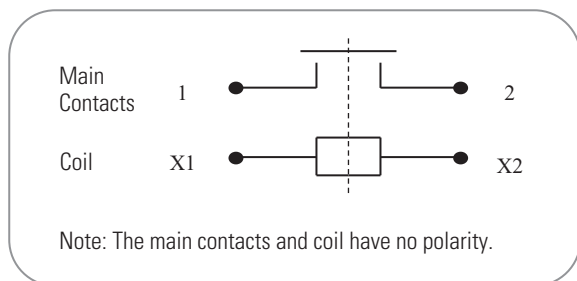 Main
Contacts 1 2
Coil X1 X2
Note: The main contacts and coil have no polarity.